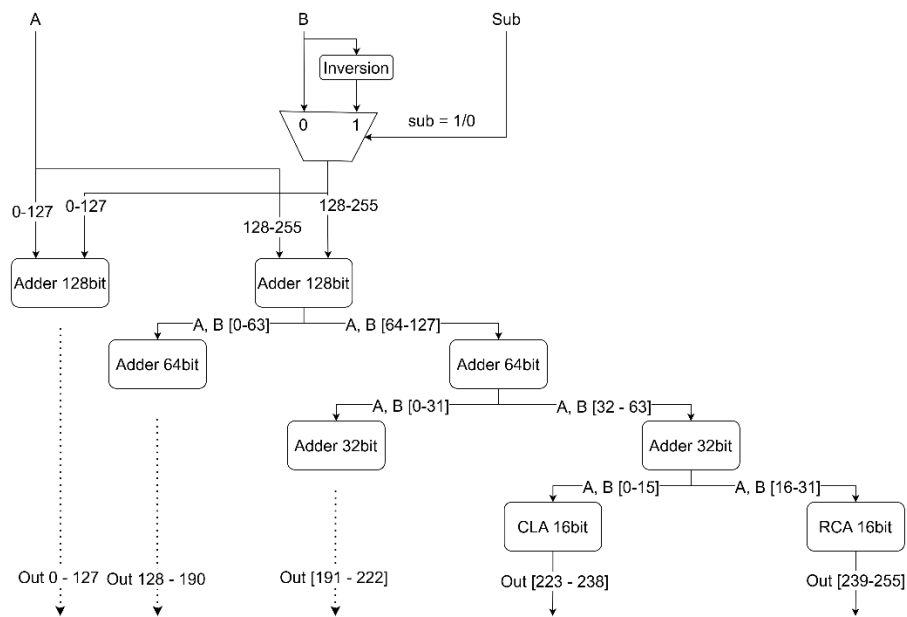 A
B
Sub
Inversion
0
1
sub = 1/0
0-127
0-127
128-255
128-255
Adder 128bit
Adder 128bit
A, B [0-63]
A, B [64-127]
Adder 64bit
Adder 64bit
A, B [0-31]
A, B [32 - 63]
Adder 32bit
Adder 32bit
A, B [0-15]
A, B [16-31]
CLA 16bit
RCA 16bit
Out 0 - 127
Out 128 - 190
Out [191 - 222]
Out [223 - 238]
Out [239-255]